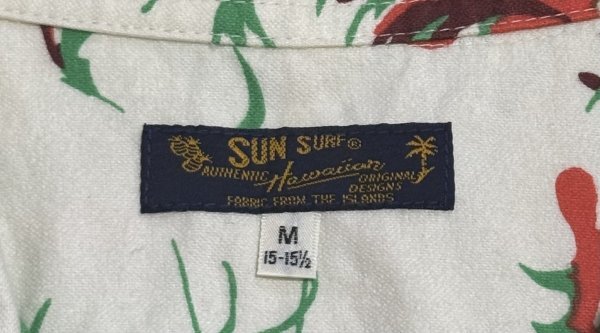 SUN SURF®
AUTHENTIC Hawaiian ORIGINAL
DESIGNS
FABRIC FROM THE ISLANDS
M
15-15½